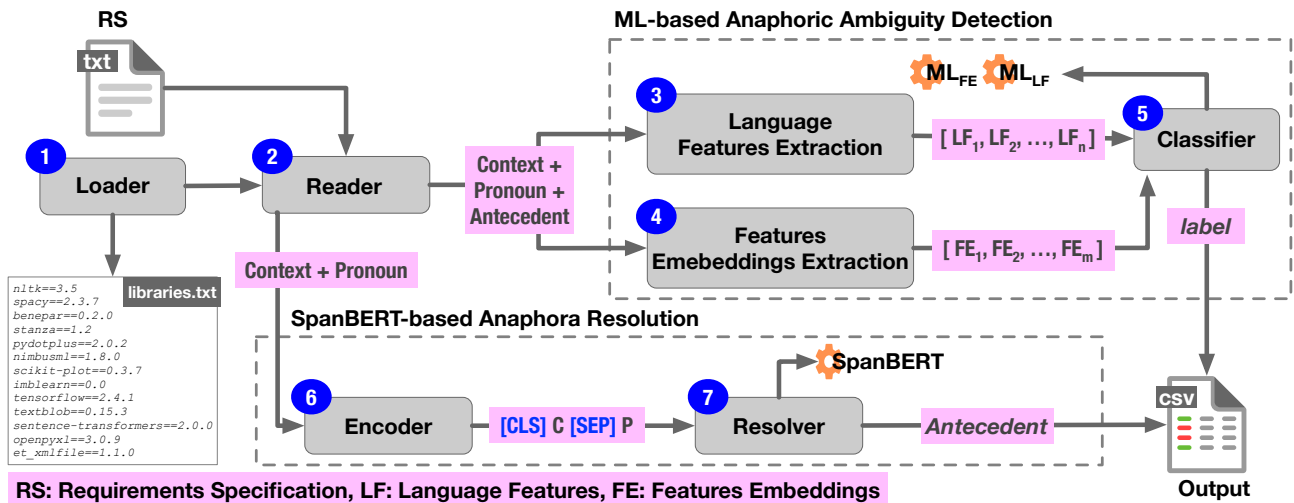 RS
txt
ML-based Anaphoric Ambiguity Detection
ML_FE ML_LF
1
Loader
2
Reader
Context +
Pronoun +
Antecedent
3
Language
Features Extraction
[ LF_1, LF_2, …, LF_n ]
5
Classifier
4
Features
Emebeddings Extraction
[ FE_1, FE_2, …, FE_m ]
label
Context + Pronoun
libraries.txt
nltk==3.5
spacy==2.3.7
benepar==0.2.0
stanza==1.2
pydotplus==2.0.2
nimbusml==1.8.0
scikit-plot==0.3.7
imblearn==0.0
tensorflow==2.4.1
textblob==0.15.3
sentence-transformers==2.0.0
openpyxl==3.0.9
et_xmlfile==1.1.0
SpanBERT-based Anaphora Resolution
SpanBERT
6
Encoder
[CLS] C [SEP] P
7
Resolver
Antecedent
csv
Output
RS: Requirements Specification, LF: Language Features, FE: Features Embeddings